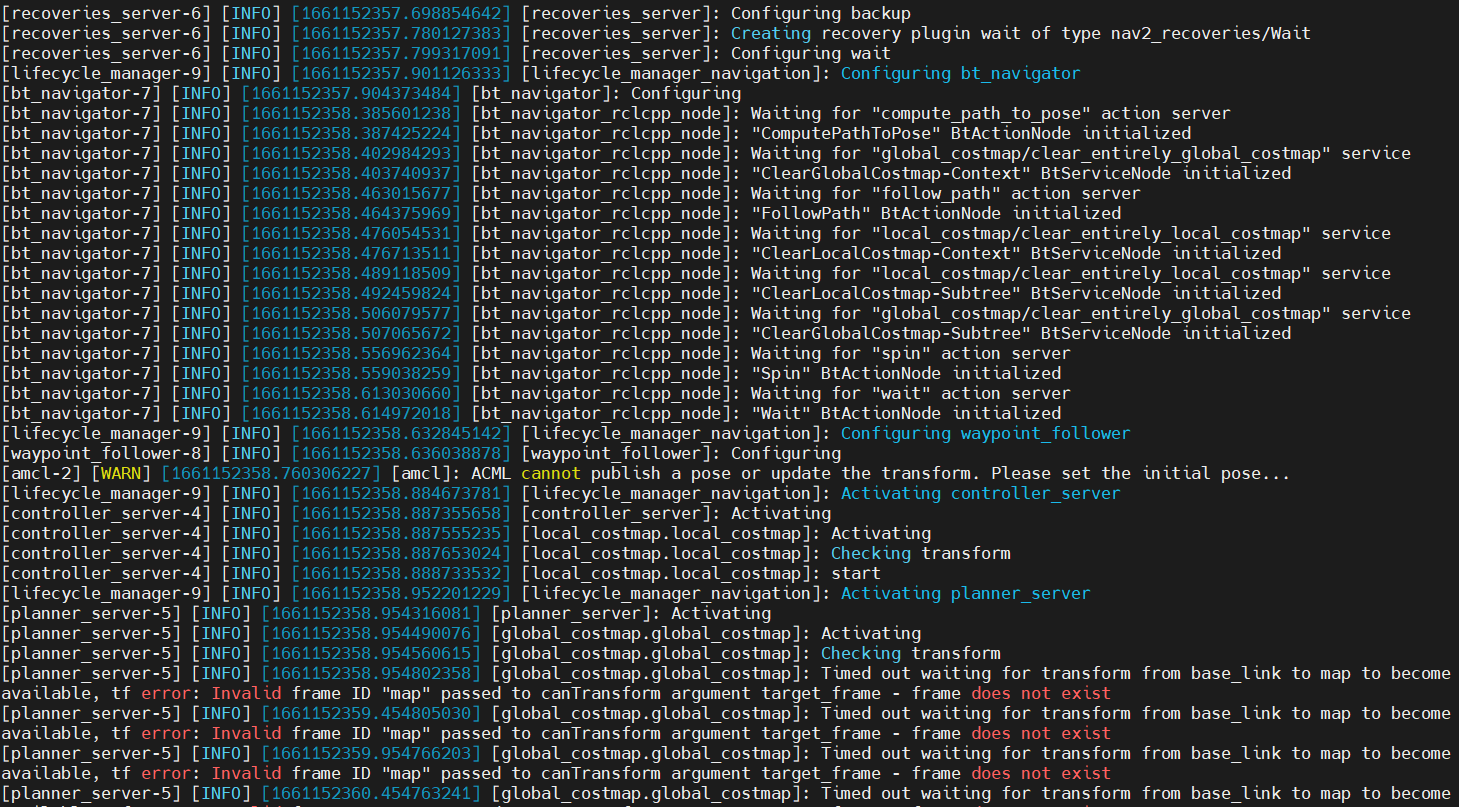 [recoveries_server-6] [INFO] [1661152357.698854642] [recoveries_server]: Configuring backup
[recoveries_server-6] [INFO] [1661152357.780127383] [recoveries_server]: Creating recovery plugin wait of type nav2_recoveries/Wait
[recoveries_server-6] [INFO] [1661152357.799317091] [recoveries_server]: Configuring wait
[lifecycle_manager-9] [INFO] [1661152357.901126333] [lifecycle_manager_navigation]: Configuring bt_navigator
[bt_navigator-7] [INFO] [1661152357.904373484] [bt_navigator]: Configuring
[bt_navigator-7] [INFO] [1661152358.385601238] [bt_navigator_rclcpp_node]: Waiting for "compute_path_to_pose" action server
[bt_navigator-7] [INFO] [1661152358.387425224] [bt_navigator_rclcpp_node]: "ComputePathToPose" BtActionNode initialized
[bt_navigator-7] [INFO] [1661152358.402984293] [bt_navigator_rclcpp_node]: Waiting for "global_costmap/clear_entirely_global_costmap" service
[bt_navigator-7] [INFO] [1661152358.403740937] [bt_navigator_rclcpp_node]: "ClearGlobalCostmap-Context" BtServiceNode initialized
[bt_navigator-7] [INFO] [1661152358.463015677] [bt_navigator_rclcpp_node]: Waiting for "follow_path" action server
[bt_navigator-7] [INFO] [1661152358.464375969] [bt_navigator_rclcpp_node]: "FollowPath" BtActionNode initialized
[bt_navigator-7] [INFO] [1661152358.476054531] [bt_navigator_rclcpp_node]: Waiting for "local_costmap/clear_entirely_local_costmap" service
[bt_navigator-7] [INFO] [1661152358.476713511] [bt_navigator_rclcpp_node]: "ClearLocalCostmap-Context" BtServiceNode initialized
[bt_navigator-7] [INFO] [1661152358.489118509] [bt_navigator_rclcpp_node]: Waiting for "local_costmap/clear_entirely_local_costmap" service
[bt_navigator-7] [INFO] [1661152358.492459824] [bt_navigator_rclcpp_node]: "ClearLocalCostmap-Subtree" BtServiceNode initialized
[bt_navigator-7] [INFO] [1661152358.506079577] [bt_navigator_rclcpp_node]: Waiting for "global_costmap/clear_entirely_global_costmap" service
[bt_navigator-7] [INFO] [1661152358.507065672] [bt_navigator_rclcpp_node]: "ClearGlobalCostmap-Subtree" BtServiceNode initialized
[bt_navigator-7] [INFO] [1661152358.556962364] [bt_navigator_rclcpp_node]: Waiting for "spin" action server
[bt_navigator-7] [INFO] [1661152358.559038259] [bt_navigator_rclcpp_node]: "Spin" BtActionNode initialized
[bt_navigator-7] [INFO] [1661152358.613030660] [bt_navigator_rclcpp_node]: Waiting for "wait" action server
[bt_navigator-7] [INFO] [1661152358.614972018] [bt_navigator_rclcpp_node]: "Wait" BtActionNode initialized
[lifecycle_manager-9] [INFO] [1661152358.632845142] [lifecycle_manager_navigation]: Configuring waypoint_follower
[waypoint_follower-8] [INFO] [1661152358.636038878] [waypoint_follower]: Configuring
[amcl-2] [WARN] [1661152358.760306227] [amcl]: ACML cannot publish a pose or update the transform. Please set the initial pose...
[lifecycle_manager-9] [INFO] [1661152358.884673781] [lifecycle_manager_navigation]: Activating controller_server
[controller_server-4] [INFO] [1661152358.887355658] [controller_server]: Activating
[controller_server-4] [INFO] [1661152358.887555235] [local_costmap.local_costmap]: Activating
[controller_server-4] [INFO] [1661152358.887653024] [local_costmap.local_costmap]: Checking transform
[controller_server-4] [INFO] [1661152358.888733532] [local_costmap.local_costmap]: start
[lifecycle_manager-9] [INFO] [1661152358.952201229] [lifecycle_manager_navigation]: Activating planner_server
[planner_server-5] [INFO] [1661152358.954316081] [planner_server]: Activating
[planner_server-5] [INFO] [1661152358.954490076] [global_costmap.global_costmap]: Activating
[planner_server-5] [INFO] [1661152358.954560615] [global_costmap.global_costmap]: Checking transform
[planner_server-5] [INFO] [1661152358.954802358] [global_costmap.global_costmap]: Timed out waiting for transform from base_link to map to become
available, tf error: Invalid frame ID "map" passed to canTransform argument target_frame - frame does not exist
[planner_server-5] [INFO] [1661152359.454805030] [global_costmap.global_costmap]: Timed out waiting for transform from base_link to map to become
available, tf error: Invalid frame ID "map" passed to canTransform argument target_frame - frame does not exist
[planner_server-5] [INFO] [1661152359.954766203] [global_costmap.global_costmap]: Timed out waiting for transform from base_link to map to become
available, tf error: Invalid frame ID "map" passed to canTransform argument target_frame - frame does not exist
[planner_server-5] [INFO] [1661152360.454763241] [global_costmap.global_costmap]: Timed out waiting for transform from base_link to map to become